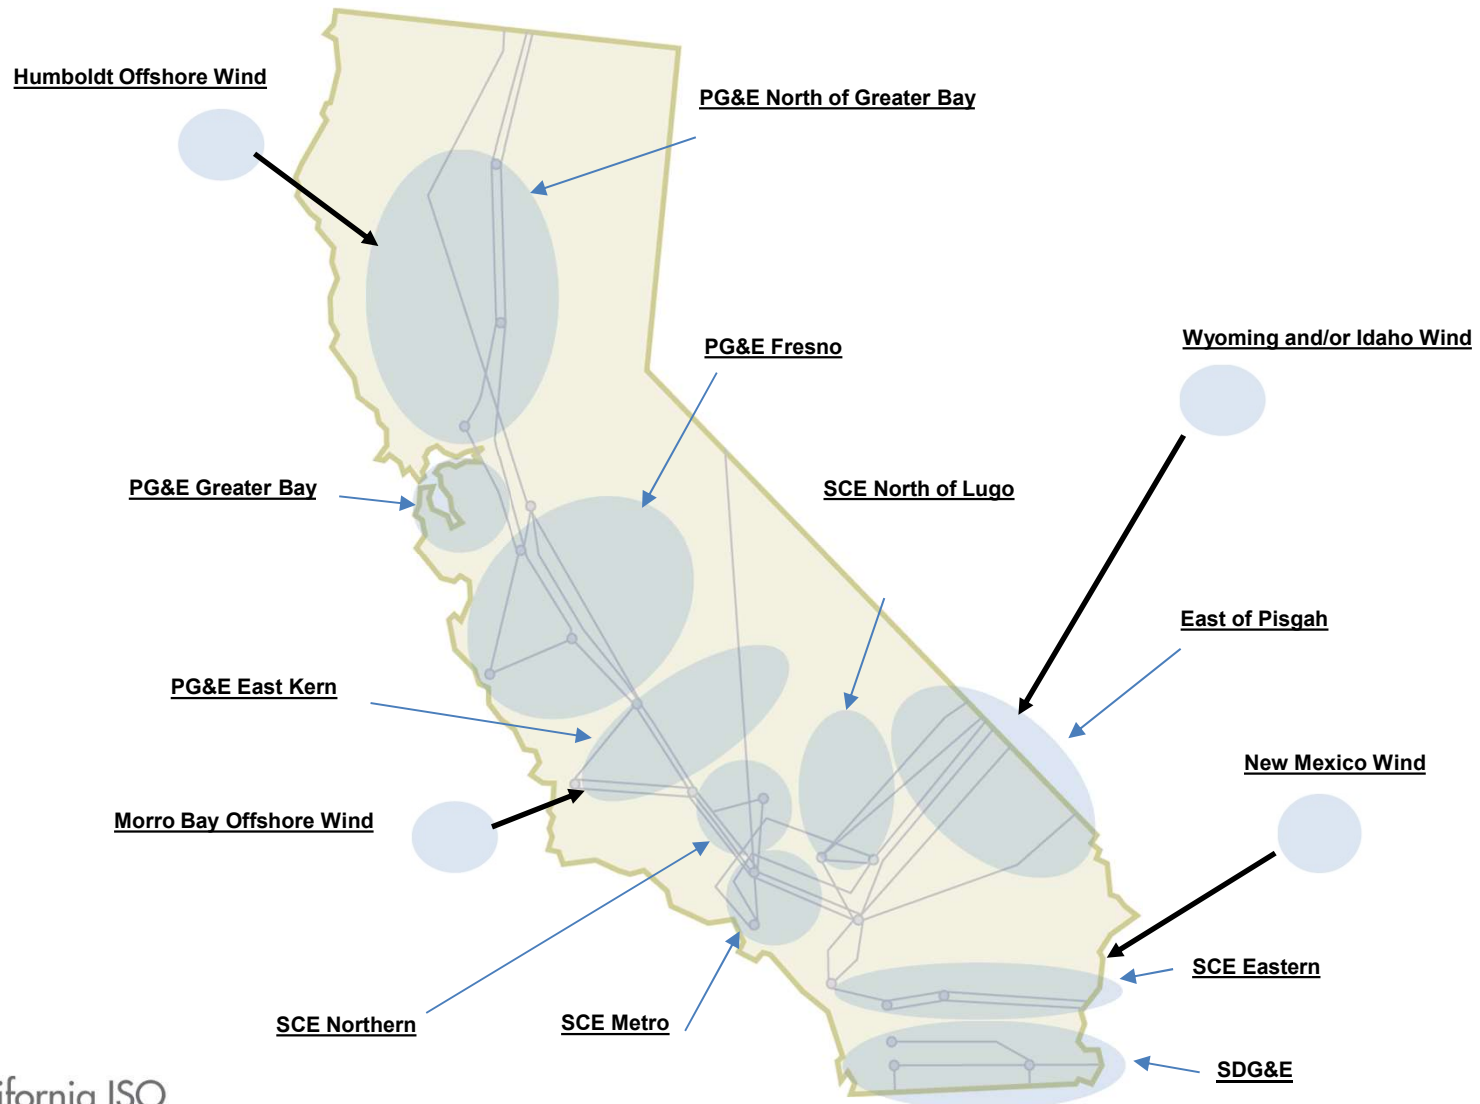 Humboldt Offshore Wind
PG&E North of Greater Bay
PG&E Fresno
Wyoming and/or Idaho Wind
PG&E Greater Bay
SCE North of Lugo
East of Pisgah
PG&E East Kern
New Mexico Wind
Morro Bay Offshore Wind
SCE Eastern
SCE Northern
SCE Metro
SDG&E
ifornia ISO